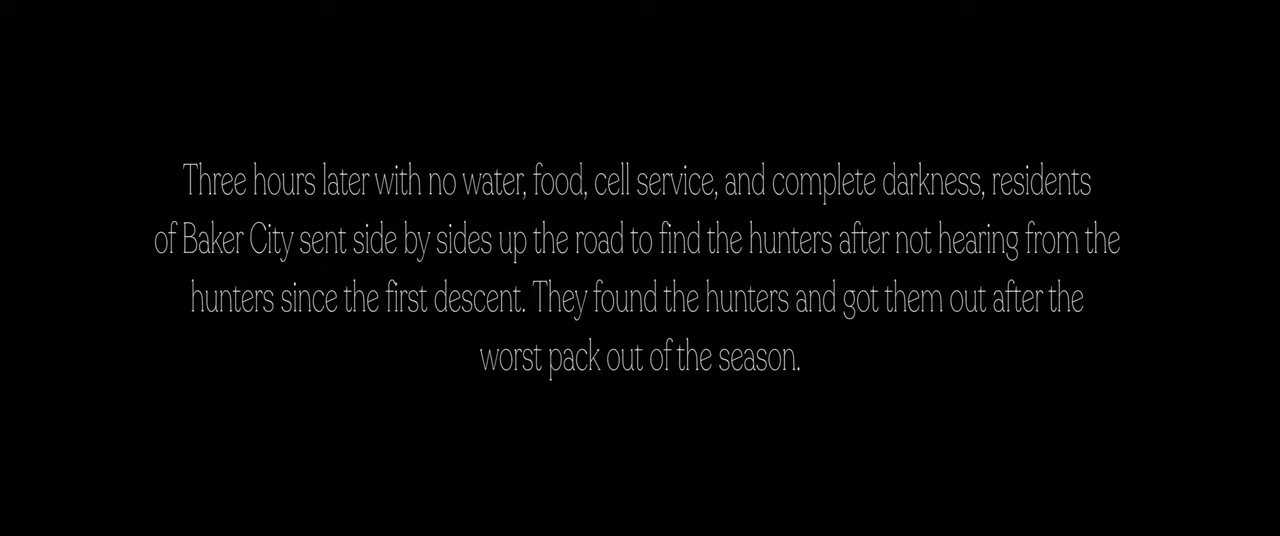 Three hours later with no water, food, cell service, and complete darkness, residents
of Baker City sent side by sides up the road to find the hunters after not hearing from the
hunters since the first descent. They found the hunters and got them out after the
worst pack out of the season.